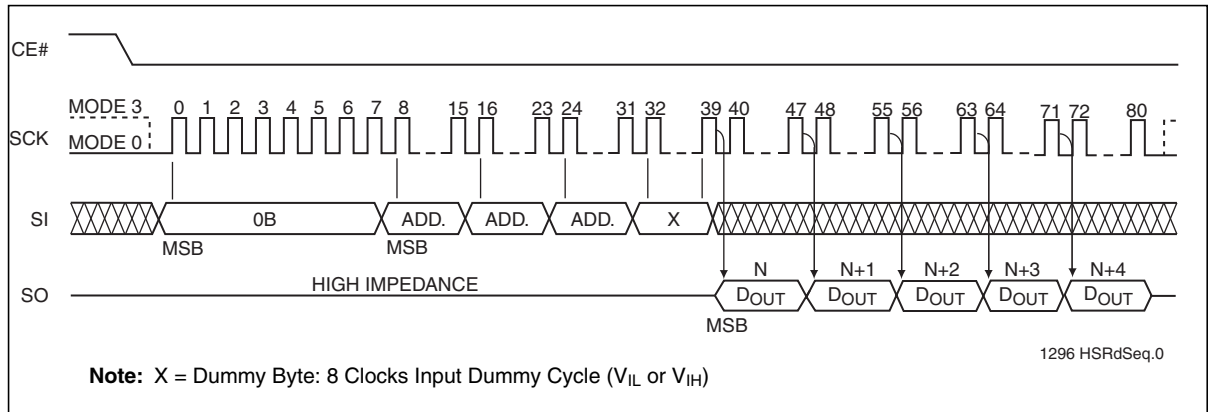 CE#
MODE 3 0 1 2 3 4 5 6 7 8 15 16 23 24 31 32 39 40 47 48 55 56 63 64 71 72 80
SCK MODE 0
SI 0B ADD. ADD. ADD. X
MSB MSB
N N+1 N+2 N+3 N+4
HIGH IMPEDANCE
SO DOUT DOUT DOUT DOUT DOUT
MSB
1296 HSRdSeq.0
Note: X = Dummy Byte: 8 Clocks Input Dummy Cycle (VIL or VIH)